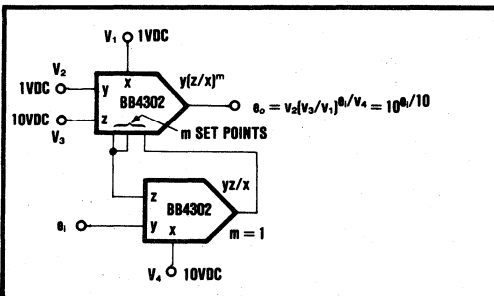 V₁ 1VDC
V₂
1VDC
y x y(z/x)ᵐ
BB4302
10VDC z
V₃
m SET POINTS
eₒ = v₂(v₃/v₁)^eᵢ/v₄ = 10^eᵢ/10
yz/x
z
BB4302
eᵢ y x
m = 1
V₄ 10VDC